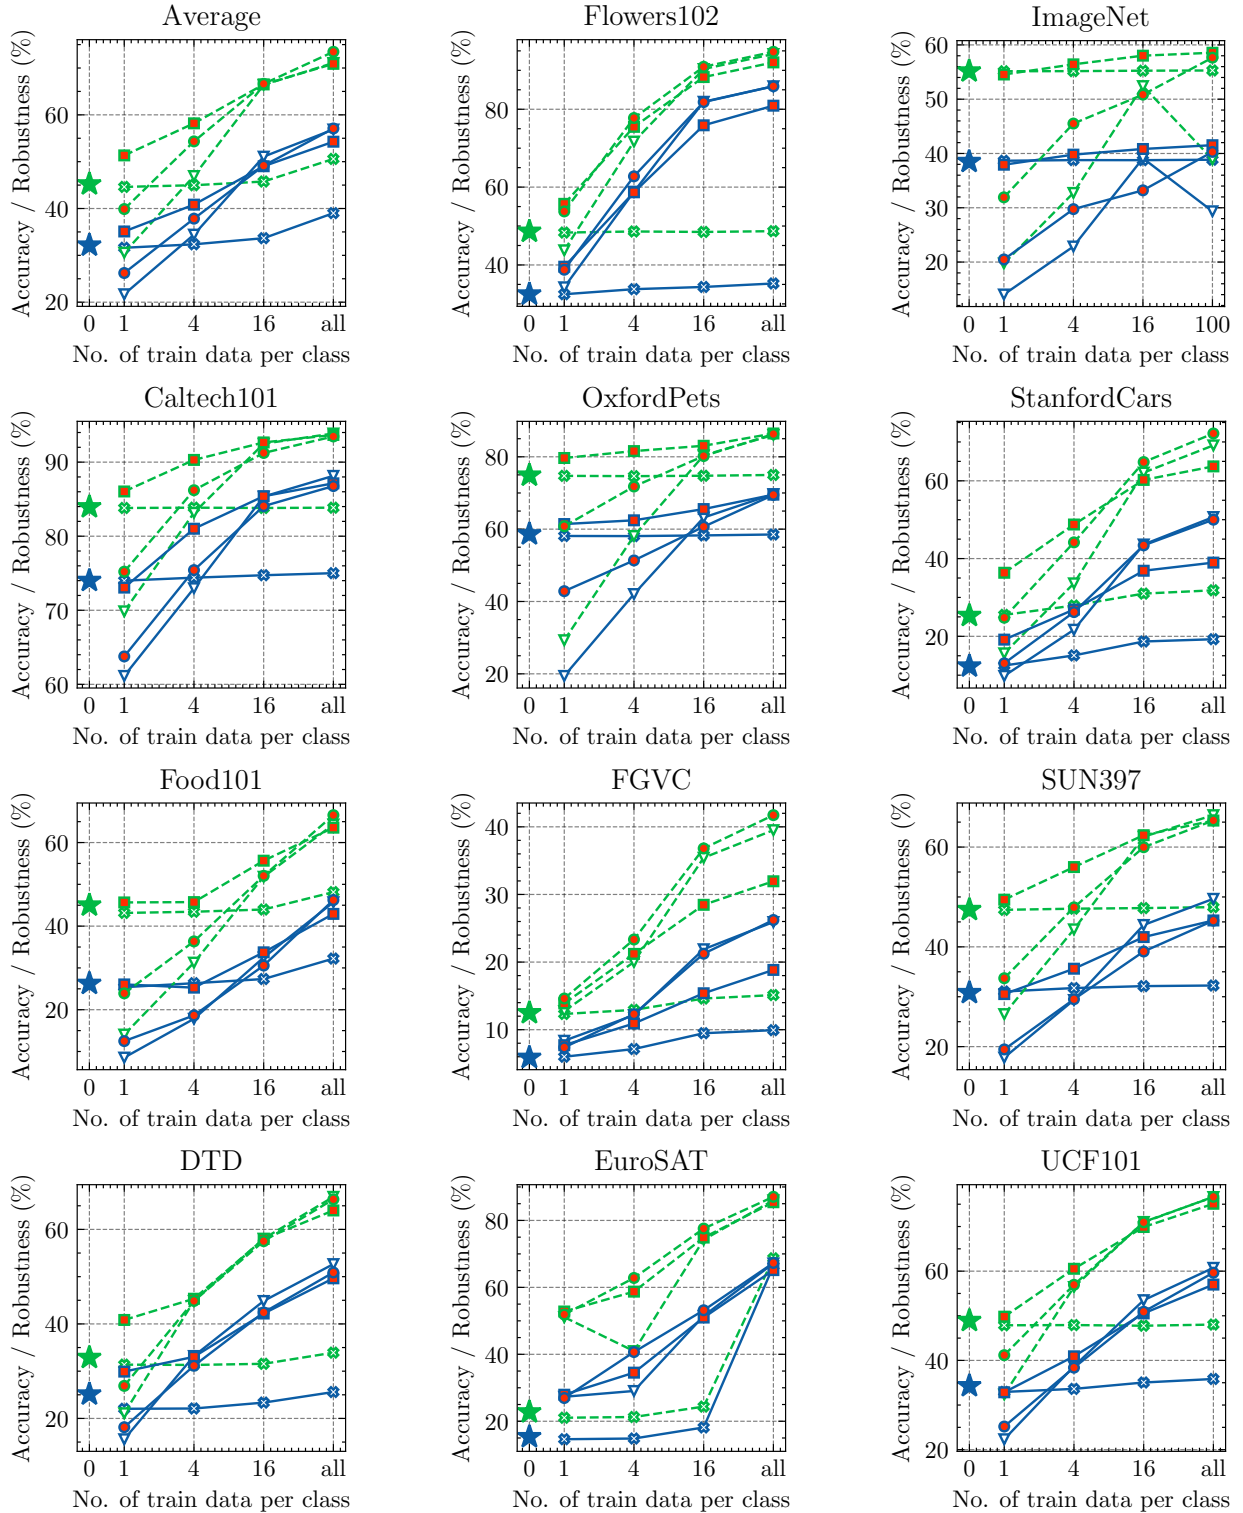 Average
Accuracy / Robustness (%)
60
40
20
0 1 4 16 all
No. of train data per class
Flowers102
Accuracy / Robustness (%)
80
60
40
0 1 4 16 all
No. of train data per class
ImageNet
Accuracy / Robustness (%)
60
50
40
30
20
0 1 4 16 100
No. of train data per class
Caltech101
Accuracy / Robustness (%)
90
80
70
60
0 1 4 16 all
No. of train data per class
OxfordPets
Accuracy / Robustness (%)
80
60
40
20
0 1 4 16 all
No. of train data per class
StanfordCars
Accuracy / Robustness (%)
60
40
20
0 1 4 16 all
No. of train data per class
Food101
Accuracy / Robustness (%)
60
40
20
0 1 4 16 all
No. of train data per class
FGVC
Accuracy / Robustness (%)
40
30
20
10
0 1 4 16 all
No. of train data per class
SUN397
Accuracy / Robustness (%)
60
40
20
0 1 4 16 all
No. of train data per class
DTD
Accuracy / Robustness (%)
60
40
20
0 1 4 16 all
No. of train data per class
EuroSAT
Accuracy / Robustness (%)
80
60
40
20
0 1 4 16 all
No. of train data per class
UCF101
Accuracy / Robustness (%)
60
40
20
0 1 4 16 all
No. of train data per class